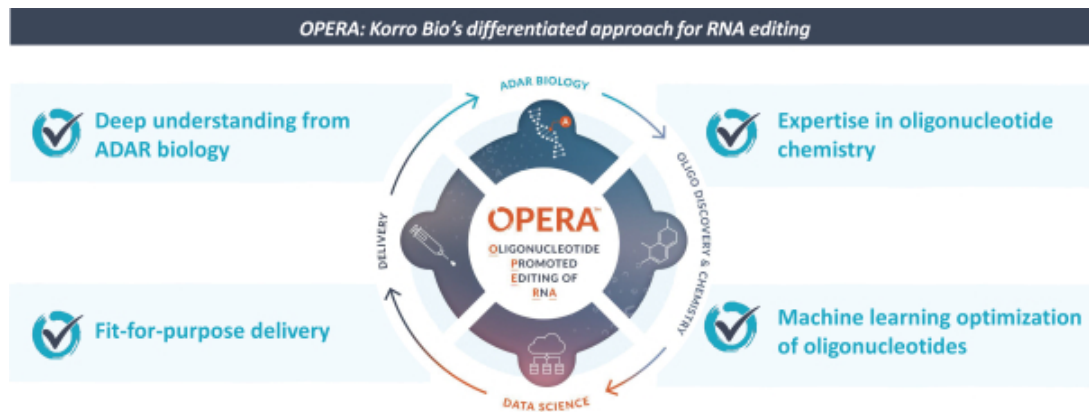 OPERA: Korro Bio's differentiated approach for RNA editing
Deep understanding from
ADAR biology
Fit-for-purpose delivery
ADAR BIOLOGY
OLIGO DISCOVERY & CHEMISTRY
DATA SCIENCE
DELIVERY
A
OPERA™
OLIGONUCLEOTIDE
PROMOTED
EDITING OF
RNA
Expertise in oligonucleotide
chemistry
Machine learning optimization
of oligonucleotides